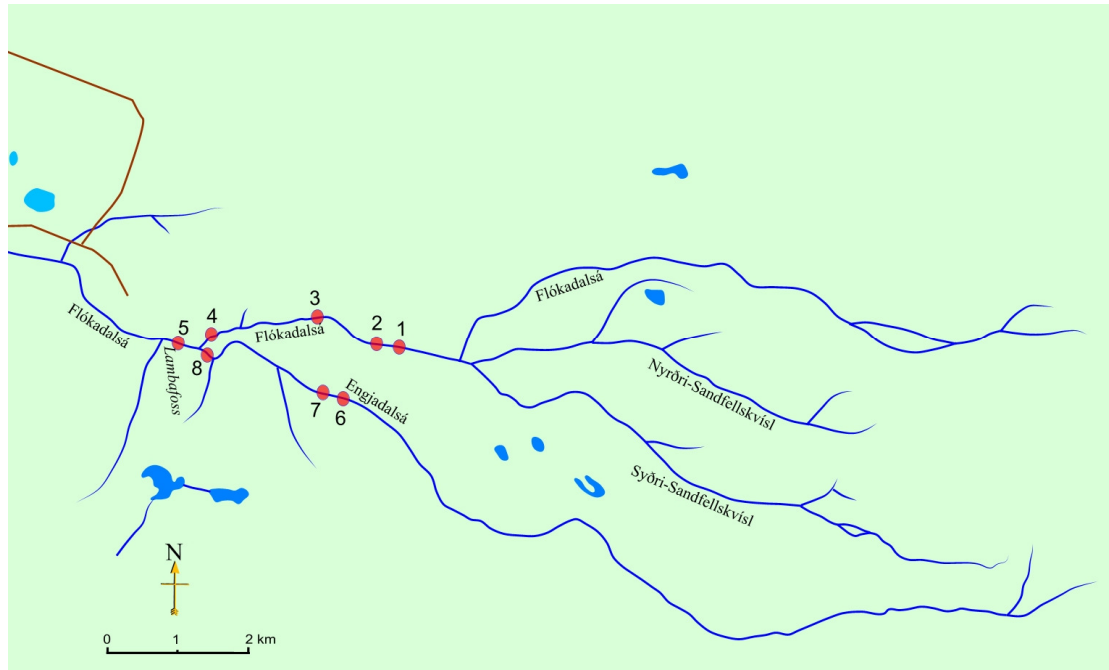 Flókadalsá
3
4
5
Flókadalsá
Flókadalsá
2
1
8
Lambafoss
Nyrðri-Sandfellskvísl
7
6
Engjadalsá
Syðri-Sandfellskvísl
N
0 1 2 km